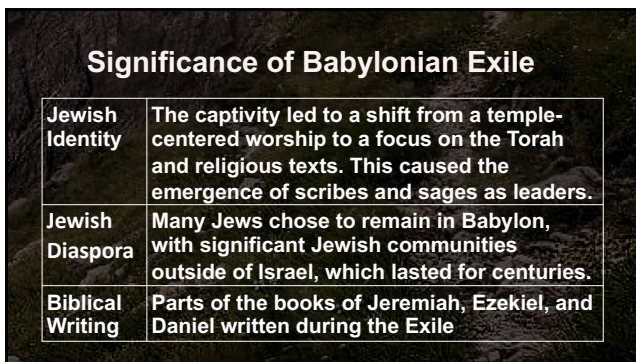 Significance of Babylonian Exile
Jewish Identity
The captivity led to a shift from a temple-
centered worship to a focus on the Torah
and religious texts. This caused the
emergence of scribes and sages as leaders.
Jewish
Diaspora
Many Jews chose to remain in Babylon,
with significant Jewish communities
outside of Israel, which lasted for centuries.
Biblical
Writing
Parts of the books of Jeremiah, Ezekiel, and
Daniel written during the Exile